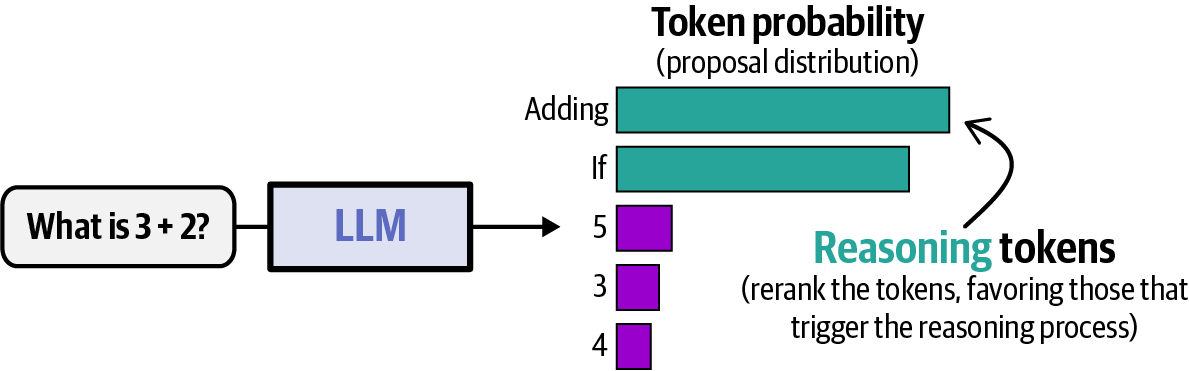 Token probability
(proposal distribution)
Adding
If
5
3
4
What is 3 + 2?
LLM
Reasoning tokens
(rerank the tokens, favoring those that
trigger the reasoning process)